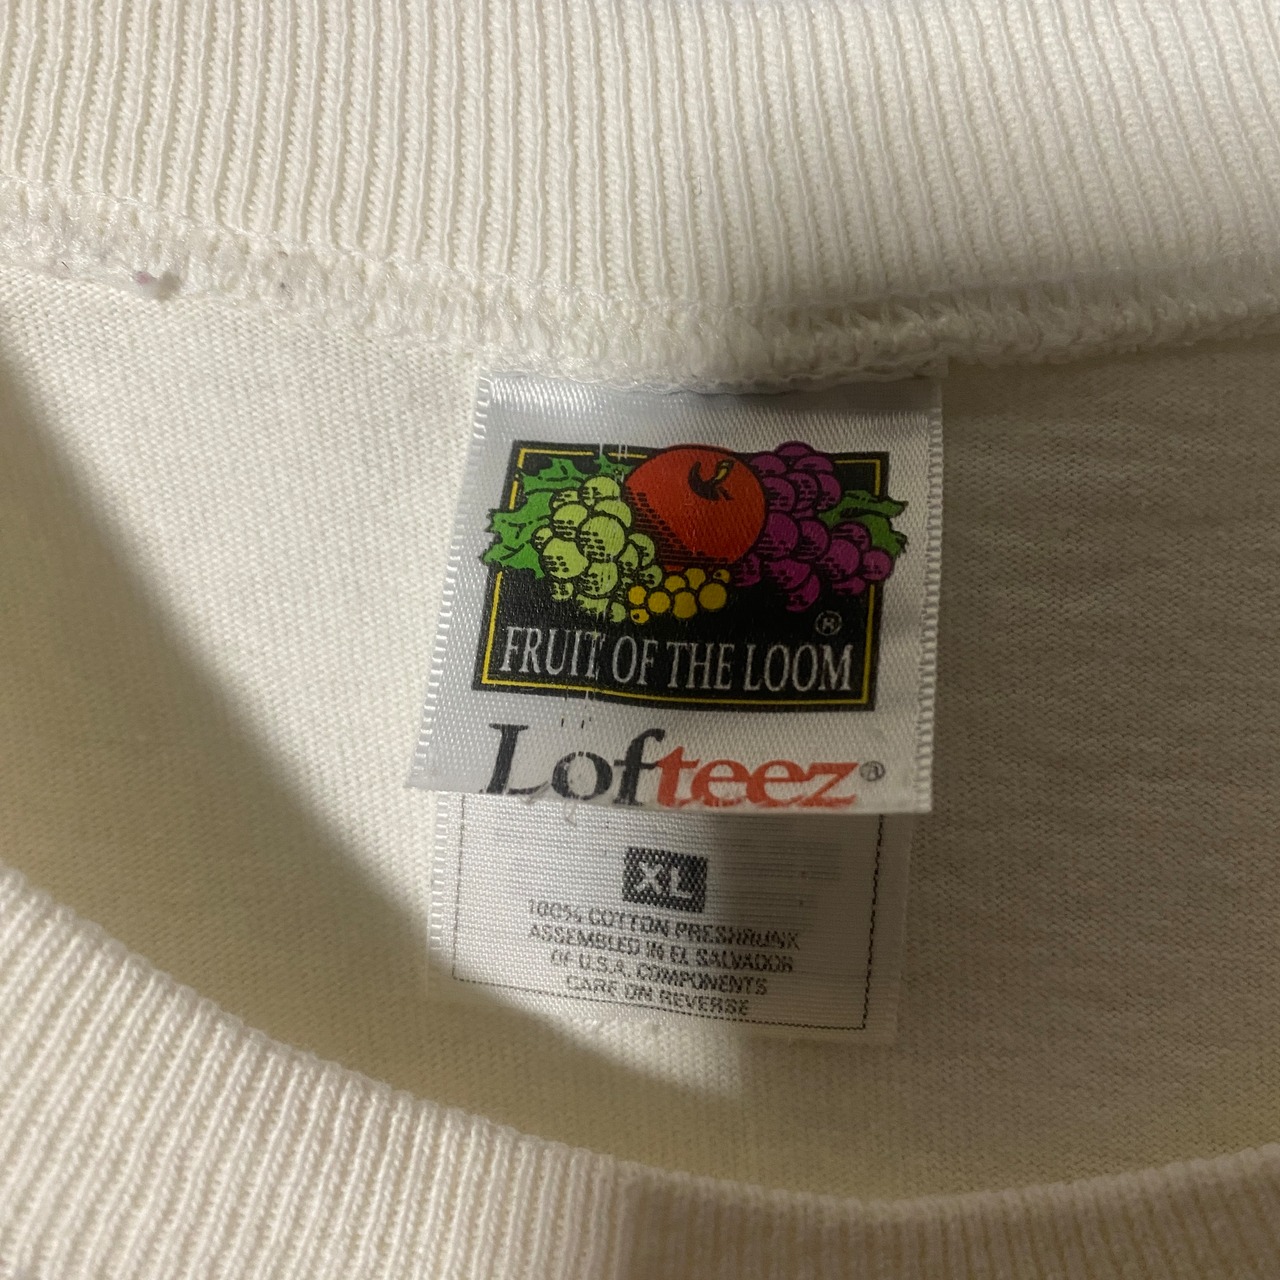 ®
FRUIT OF THE LOOM
Lofteez®
XL
100% COTTON PRESHRUNK
ASSEMBLED IN EL SALVADOR
OF U.S.A. COMPONENTS
CARE ON REVERSE